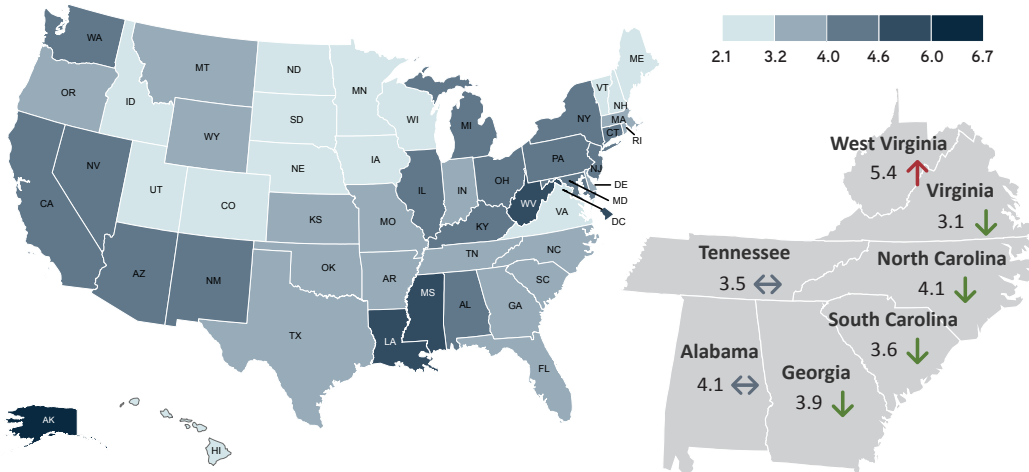 WA
MT
ND
MN
ME
OR
ID
SD
WI
VT
NH
MA
RI
CT
NY
MI
WY
NE
IA
PA
NJ
NV
UT
CO
IL
IN
OH
DE
MD
DC
CA
KS
MO
WV
VA
KY
AZ
NM
OK
AR
TN
NC
SC
TX
LA
MS
AL
GA
FL
AK
HI
2.1 3.2 4.0 4.6 6.0 6.7
West Virginia
5.4
Virginia
3.1
Tennessee
3.5
North Carolina
4.1
South Carolina
3.6
Alabama
4.1
Georgia
3.9